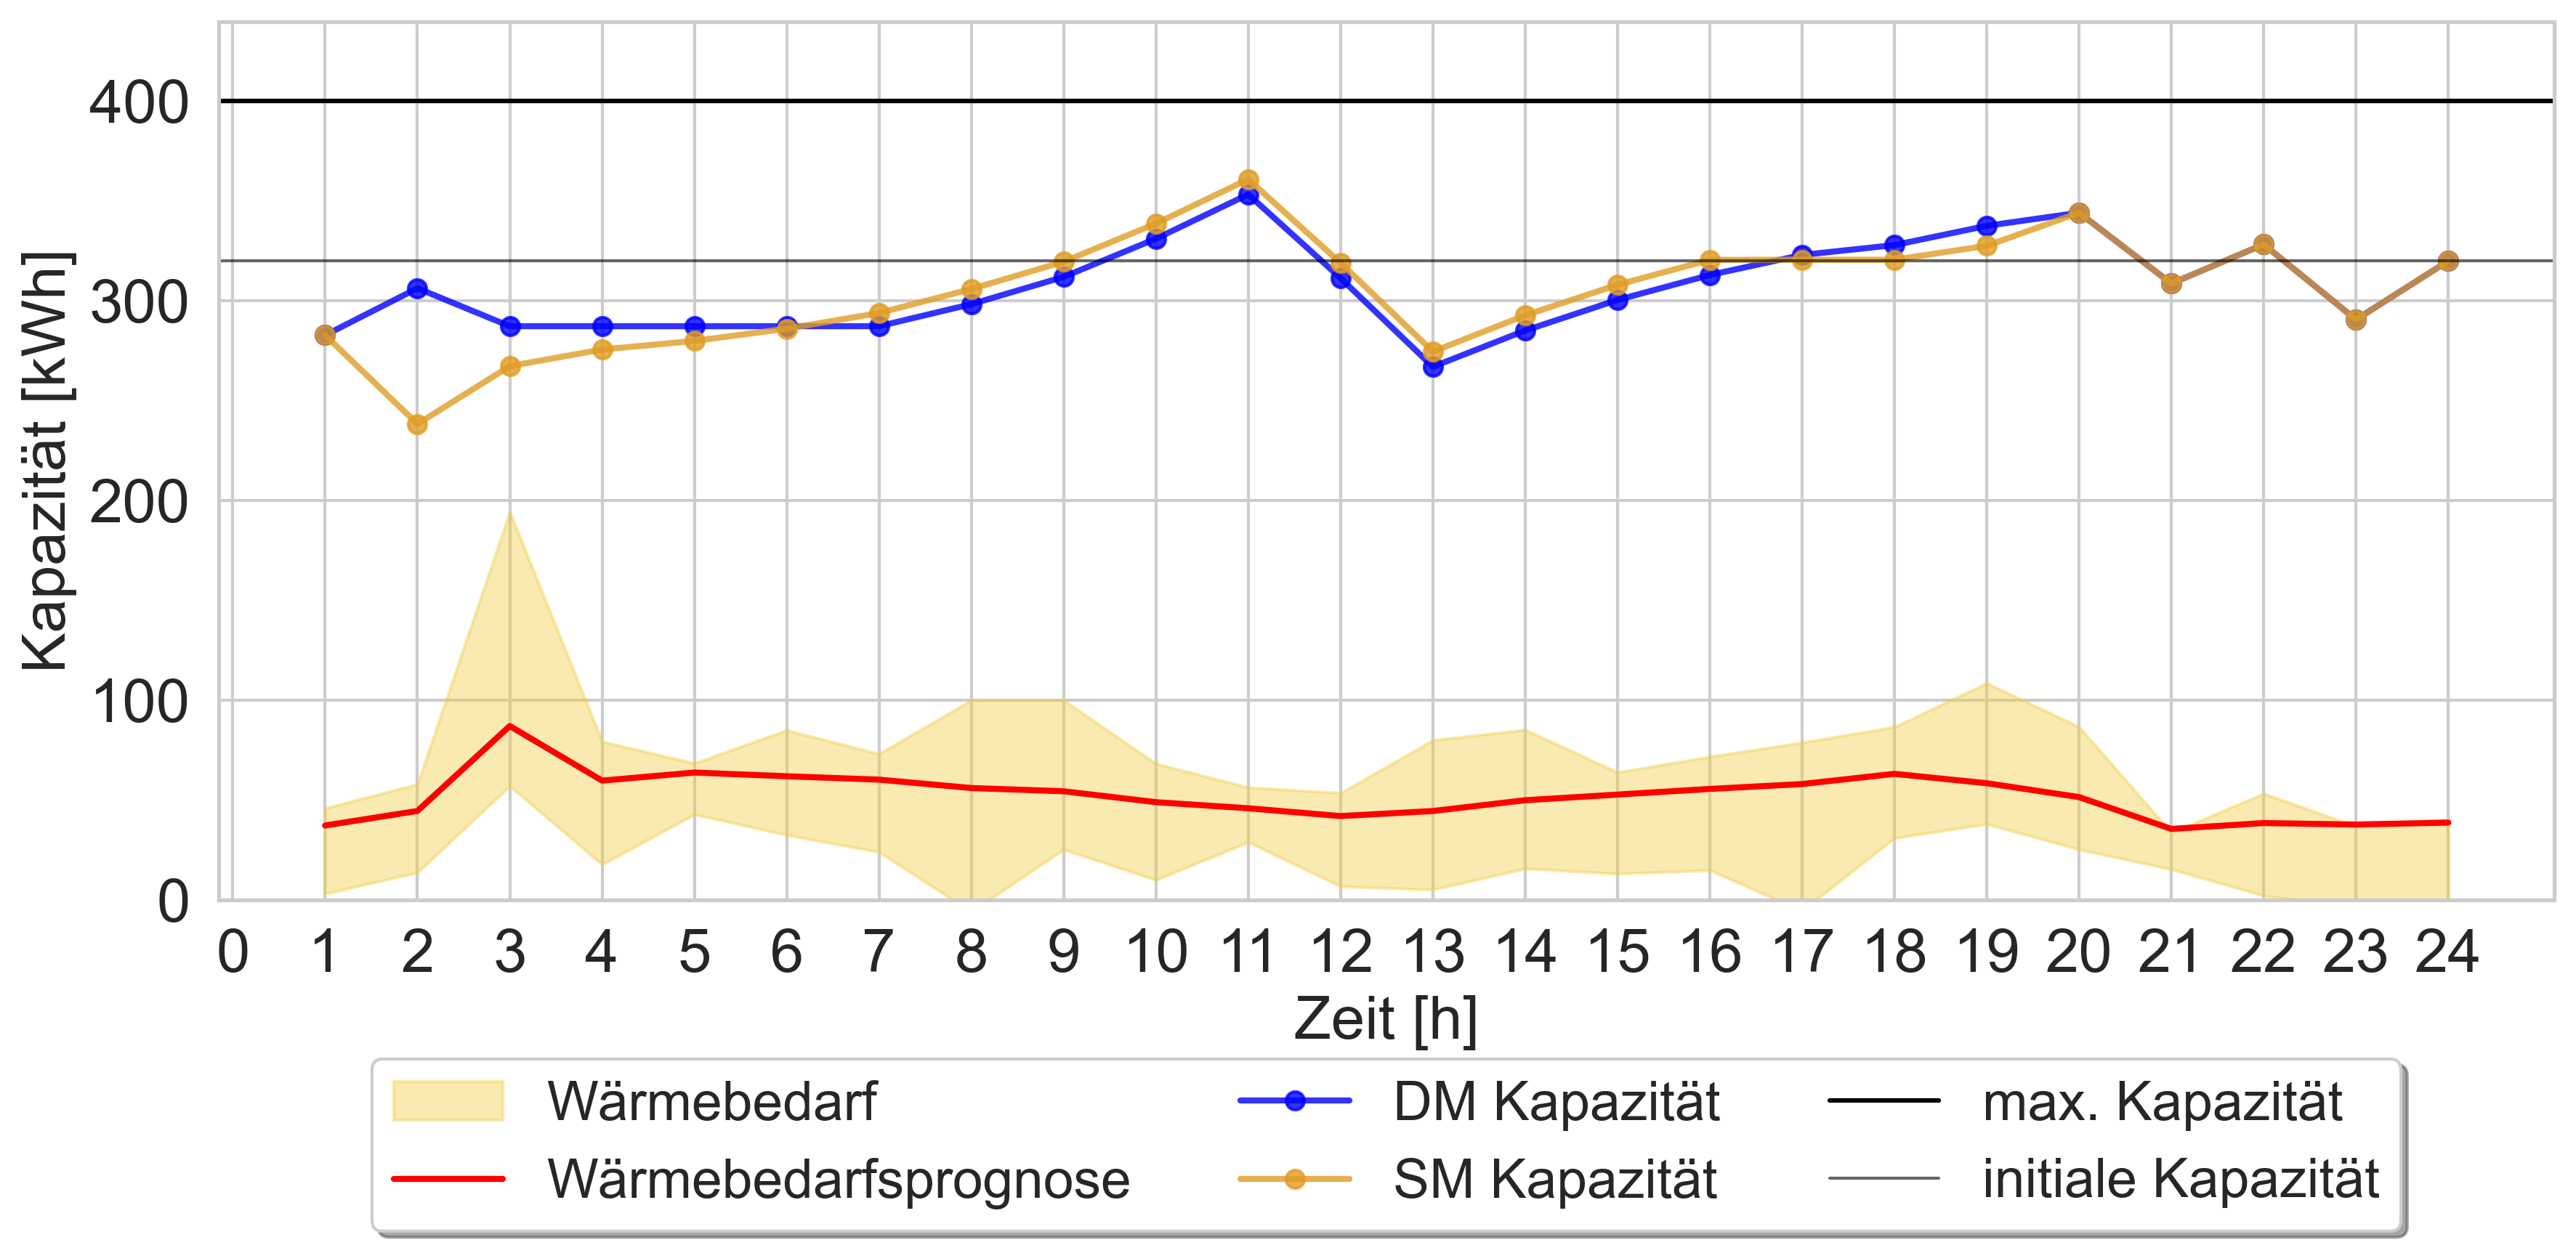 Kapazität [kWh]
400
300
200
100
0
0 1 2 3 4 5 6 7 8 9 10 11 12 13 14 15 16 17 18 19 20 21 22 23 24
Zeit [h]
Wärmebedarf DM Kapazität max. Kapazität
Wärmebedarfsprognose SM Kapazität initiale Kapazität